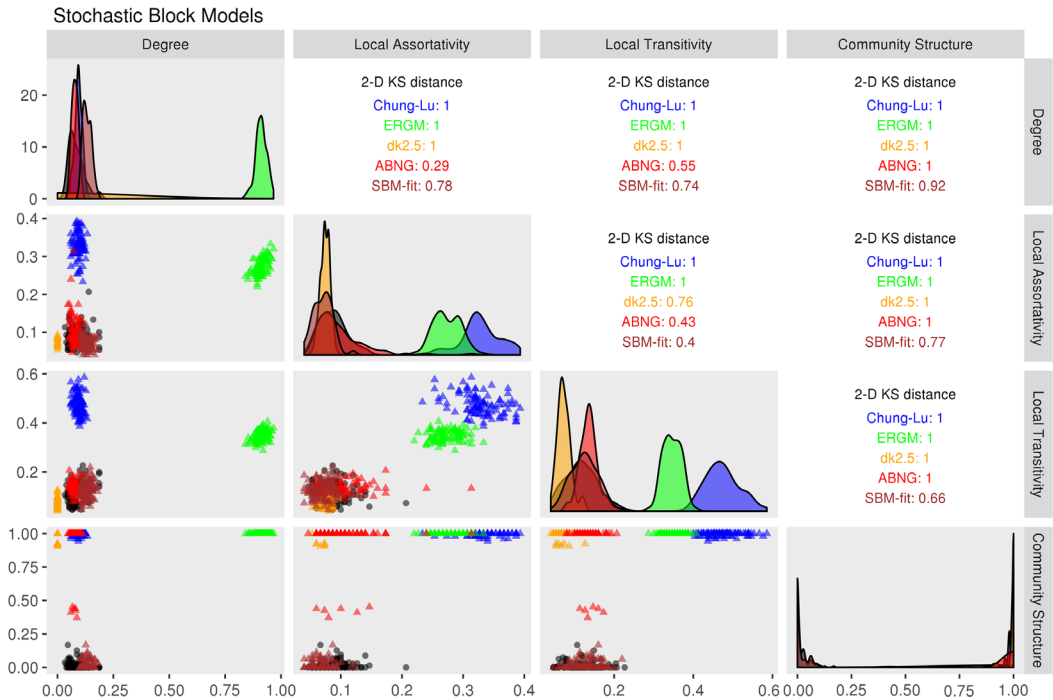 Stochastic Block Models
Degree
Local Assortativity
Local Transitivity
Community Structure
20
10
0
2-D KS distance
Chung-Lu: 1
ERGM: 1
dk2.5: 1
ABNG: 0.29
SBM-fit: 0.78
2-D KS distance
Chung-Lu: 1
ERGM: 1
dk2.5: 1
ABNG: 0.55
SBM-fit: 0.74
2-D KS distance
Chung-Lu: 1
ERGM: 1
dk2.5: 1
ABNG: 1
SBM-fit: 0.92
Degree
0.4
0.3
0.2
0.1
2-D KS distance
Chung-Lu: 1
ERGM: 1
dk2.5: 0.76
ABNG: 0.43
SBM-fit: 0.4
2-D KS distance
Chung-Lu: 1
ERGM: 1
dk2.5: 1
ABNG: 1
SBM-fit: 0.77
Local Assortativity
0.6
0.4
0.2
2-D KS distance
Chung-Lu: 1
ERGM: 1
dk2.5: 1
ABNG: 1
SBM-fit: 0.66
Local Transitivity
1.00
0.75
0.50
0.25
0.00
Community Structure
0.00 0.25 0.50 0.75 1.00
0.1 0.2 0.3 0.4
0.2 0.4 0.6
0.00 0.25 0.50 0.75 1.00